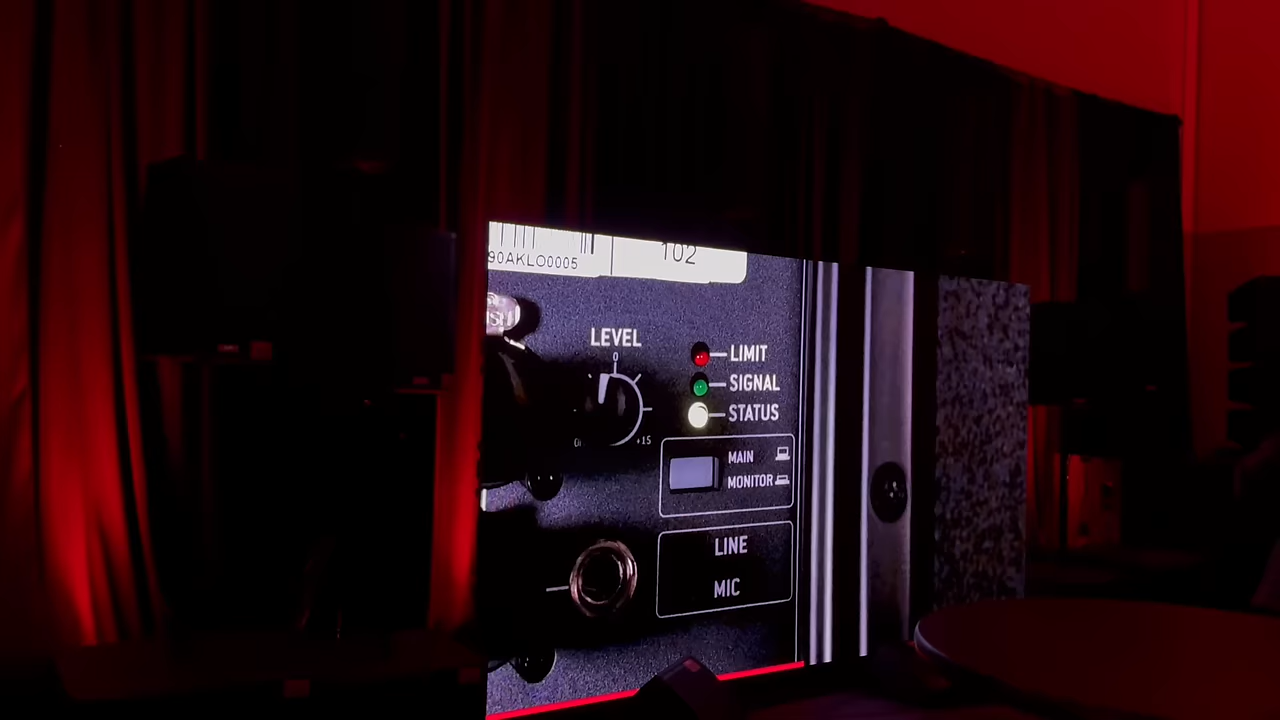 90AKLO0005
102
LEVEL
0
+15
LIMIT
SIGNAL
STATUS
MAIN
MONITOR
LINE
MIC